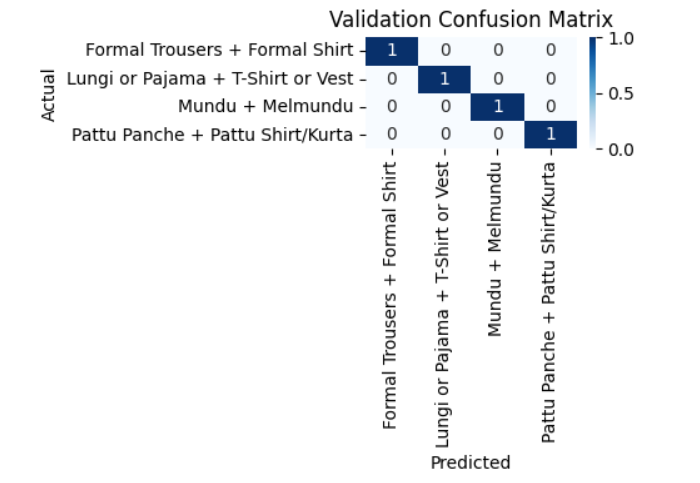 Validation Confusion Matrix
Actual
Formal Trousers + Formal Shirt
1 0 0 0
Lungi or Pajama + T-Shirt or Vest
0 1 0 0
Mundu + Melmundu
0 0 1 0
Pattu Panche + Pattu Shirt/Kurta
0 0 0 1
1.0
0.5
0.0
Formal Trousers + Formal Shirt
Lungi or Pajama + T-Shirt or Vest
Mundu + Melmundu
Pattu Panche + Pattu Shirt/Kurta
Predicted